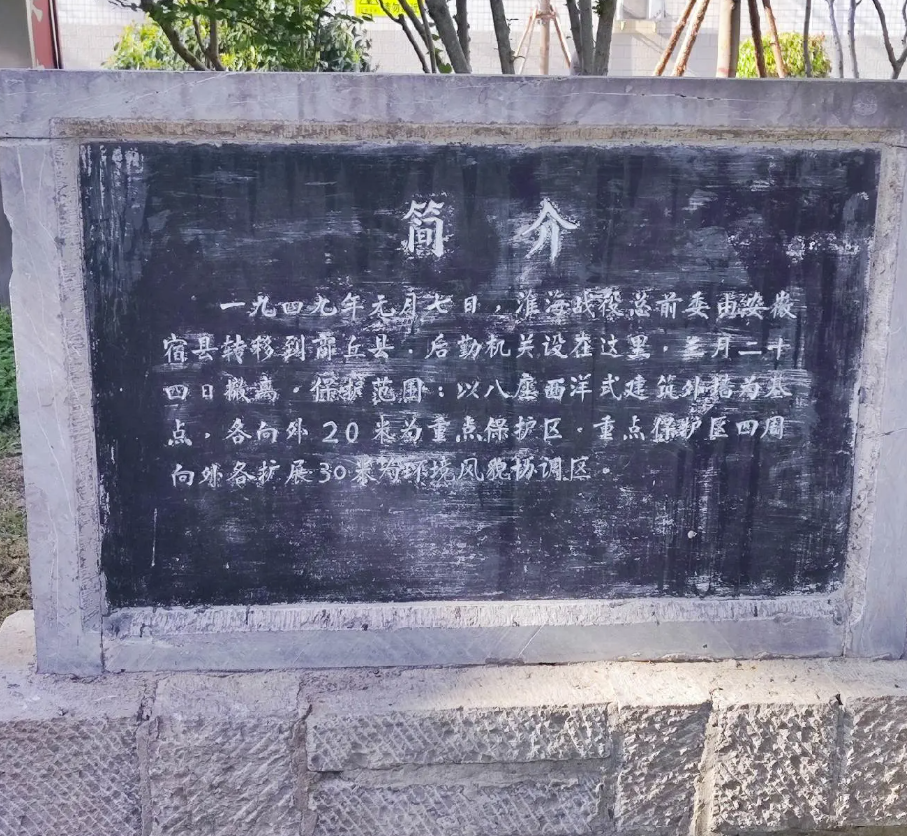 简 介
一九四九年元月七日，淮海战役总前委由安徽
宿县转移到商丘县．后勤机关设在这里．三月二十
四日撤离．保护范围：以八座西洋式建筑外墙为基
点．各向外 20 米为重点保护区．重点保护区四周
向外各扩展30米为环境风貌协调区。